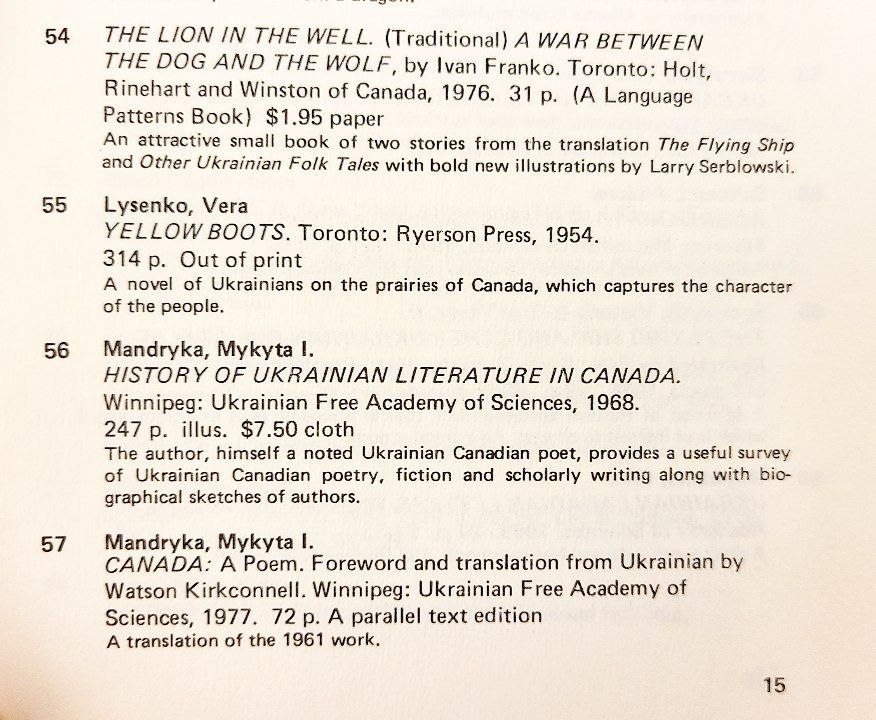 54 THE LION IN THE WELL. (Traditional) A WAR BETWEEN
THE DOG AND THE WOLF, by Ivan Franko. Toronto: Holt,
Rinehart and Winston of Canada, 1976. 31 p. (A Language
Patterns Book) $1.95 paper
An attractive small book of two stories from the translation The Flying Ship
and Other Ukrainian Folk Tales with bold new illustrations by Larry Serblowski.
55 Lysenko, Vera
YELLOW BOOTS. Toronto: Ryerson Press, 1954.
314 p. Out of print
A novel of Ukrainians on the prairies of Canada, which captures the character
of the people.
56 Mandryka, Mykyta I.
HISTORY OF UKRAINIAN LITERATURE IN CANADA.
Winnipeg: Ukrainian Free Academy of Sciences, 1968.
247 p. illus. $7.50 cloth
The author, himself a noted Ukrainian Canadian poet, provides a useful survey
of Ukrainian Canadian poetry, fiction and scholarly writing along with bio-
graphical sketches of authors.
57 Mandryka, Mykyta I.
CANADA: A Poem. Foreword and translation from Ukrainian by
Watson Kirkconnell. Winnipeg: Ukrainian Free Academy of
Sciences, 1977. 72 p. A parallel text edition
A translation of the 1961 work.
15